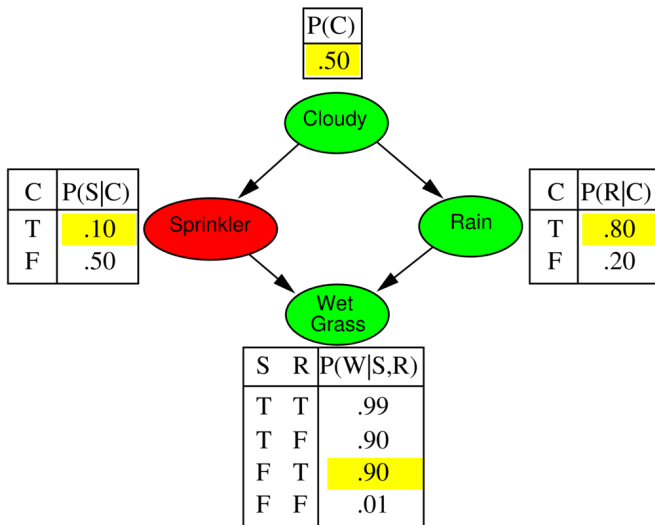 P(C)
.50
Cloudy
C P(S|C)
T .10
F .50
Sprinkler
Rain
C P(R|C)
T .80
F .20
Wet
Grass
S R P(W|S,R)
T T .99
T F .90
F T .90
F F .01